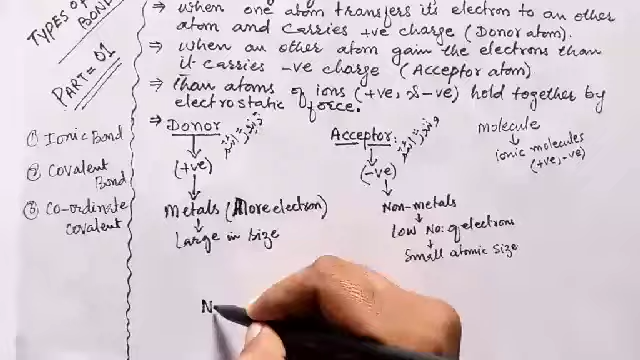 TYPES OF
BOND
PART= 01
① Ionic Bond
② Covalent
Bond
③ Co-ordinate
covalent
⇒ when one atom transfers its electron to an other
atom and carries +ve charge (Donor atom).
⇒ when an other atom gain the electrons than
it carries -ve charge (Acceptor atom)
⇒ Than atoms of ions (+ve, & -ve) hold together by
electrostatic force.
⇒ Donor
↓
(+ve)
↓
Metals (More electron)
↓
Large in size
Acceptor
↓
(-ve)
↓
Non-metals
↓
Low No: of electrons
↓
Small atomic size
Molecule
↓
ionic molecules
(+ve, -ve)
N